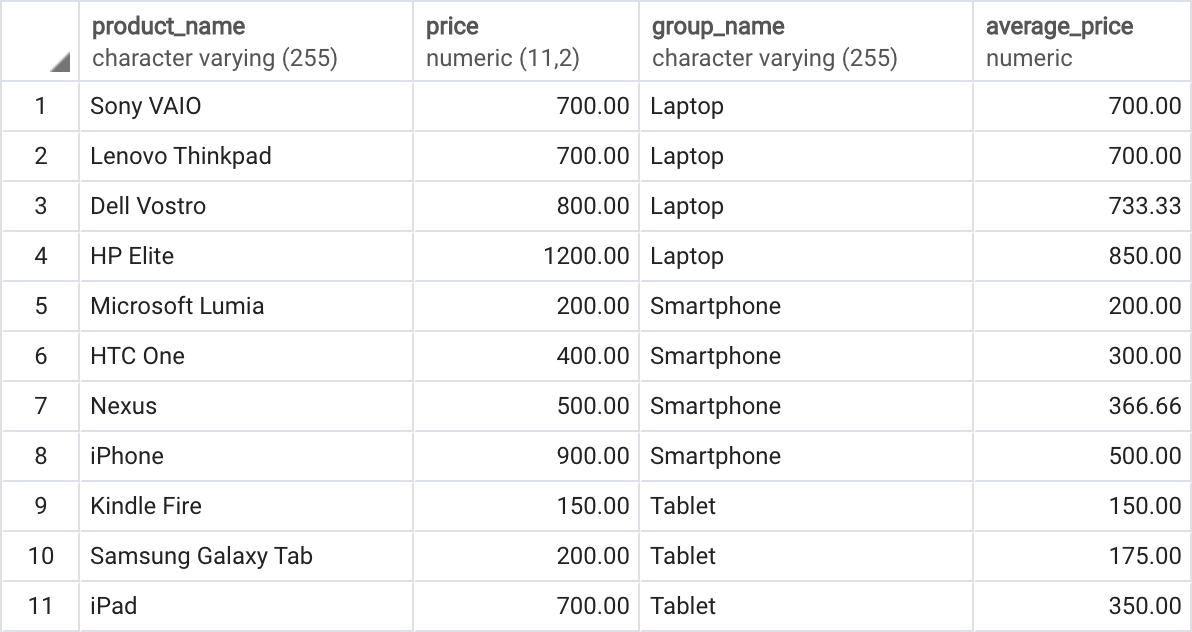 product_name price group_name average_price
character varying (255) numeric (11,2) character varying (255) numeric
1 Sony VAIO 700.00 Laptop 700.00
2 Lenovo Thinkpad 700.00 Laptop 700.00
3 Dell Vostro 800.00 Laptop 733.33
4 HP Elite 1200.00 Laptop 850.00
5 Microsoft Lumia 200.00 Smartphone 200.00
6 HTC One 400.00 Smartphone 300.00
7 Nexus 500.00 Smartphone 366.66
8 iPhone 900.00 Smartphone 500.00
9 Kindle Fire 150.00 Tablet 150.00
10 Samsung Galaxy Tab 200.00 Tablet 175.00
11 iPad 700.00 Tablet 350.00